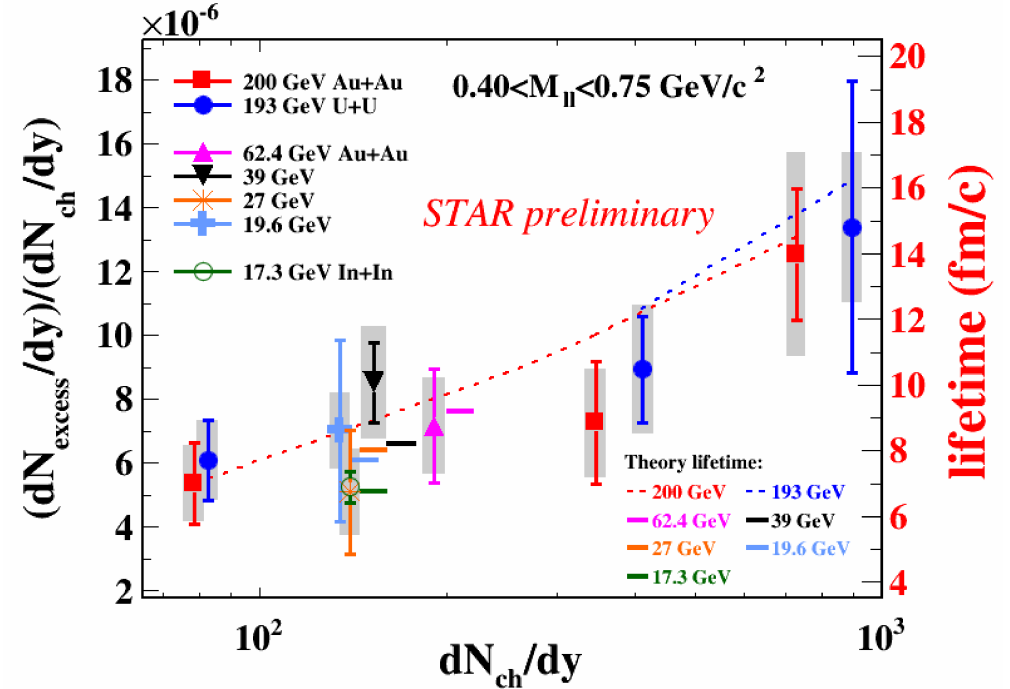 ×10⁻⁶
(dN_excess/dy)/(dN_ch/dy)
18
16
14
12
10
8
6
4
2
200 GeV Au+Au
193 GeV U+U
62.4 GeV Au+Au
39 GeV
27 GeV
19.6 GeV
17.3 GeV In+In
0.40<M_ll<0.75 GeV/c²
STAR preliminary
Theory lifetime:
200 GeV 193 GeV
62.4 GeV 39 GeV
27 GeV 19.6 GeV
17.3 GeV
20
18
16
14
12
10
8
6
4
lifetime (fm/c)
10² 10³
dN_ch/dy